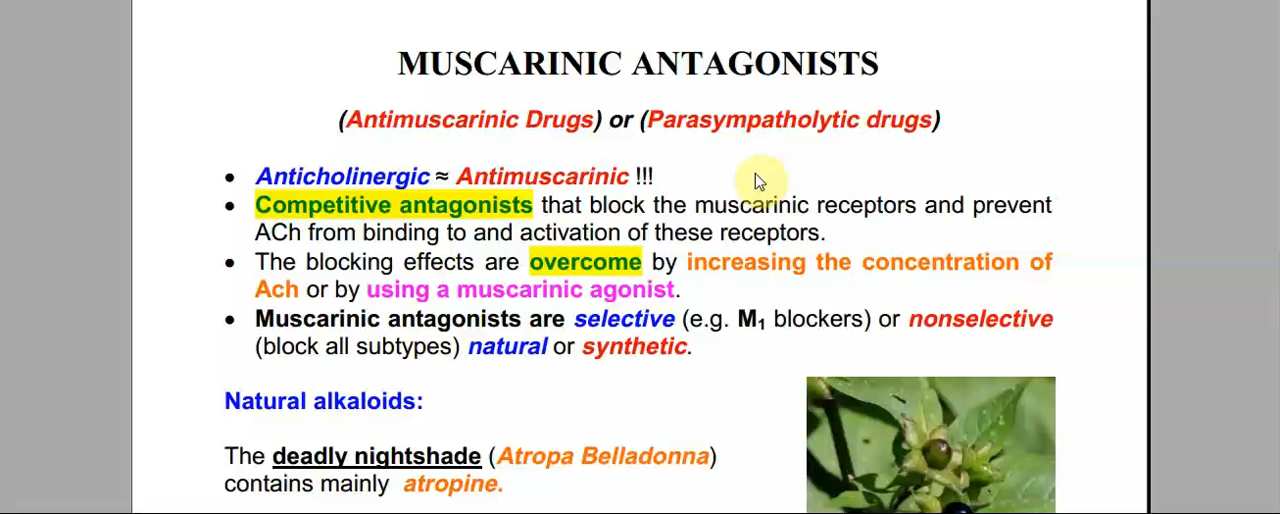 MUSCARINIC ANTAGONISTS
(Antimuscarinic Drugs) or (Parasympatholytic drugs)
• Anticholinergic ≈ Antimuscarinic !!!
• Competitive antagonists that block the muscarinic receptors and prevent
ACh from binding to and activation of these receptors.
• The blocking effects are overcome by increasing the concentration of
Ach or by using a muscarinic agonist.
• Muscarinic antagonists are selective (e.g. M₁ blockers) or nonselective
(block all subtypes) natural or synthetic.
Natural alkaloids:
The deadly nightshade (Atropa Belladonna)
contains mainly atropine.